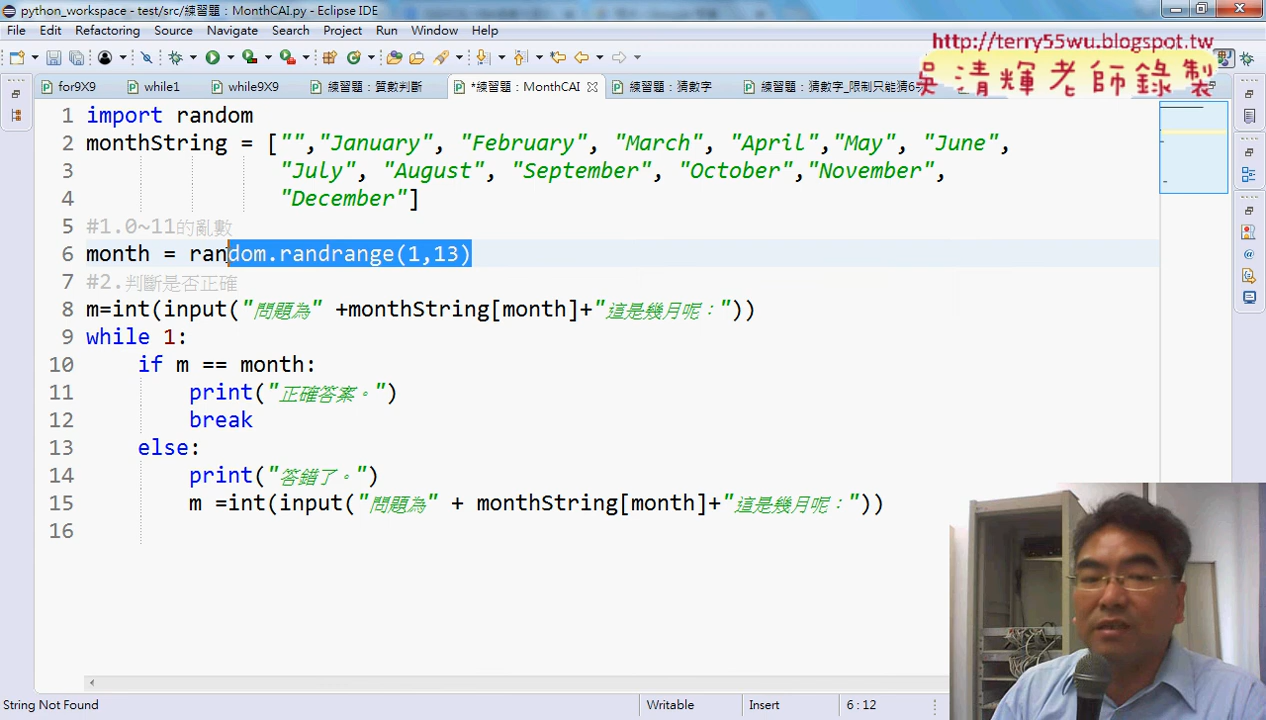 python_workspace - test/src/練習題：MonthCAI.py - Eclipse IDE
File Edit Refactoring Source Navigate Search Project Run Window Help
http://terry55wu.blogspot.tw
吳清輝老師錄製
for9X9 while1 while9X9 練習題：質數判斷 *練習題：MonthCAI 練習題：猜數字 練習題：猜數字_限制只能猜6
1 import random
2 monthString = ["","January", "February", "March", "April","May", "June",
3 "July", "August", "September", "October","November",
4 "December"]
5 #1.0~11的亂數
6 month = random.randrange(1,13)
7 #2.判斷是否正確
8 m=int(input("問題為" +monthString[month]+"這是幾月呢："))
9 while 1:
10 if m == month:
11 print("正確答案。")
12 break
13 else:
14 print("答錯了。")
15 m =int(input("問題為" + monthString[month]+"這是幾月呢："))
16
String Not Found Writable Insert 6 : 12